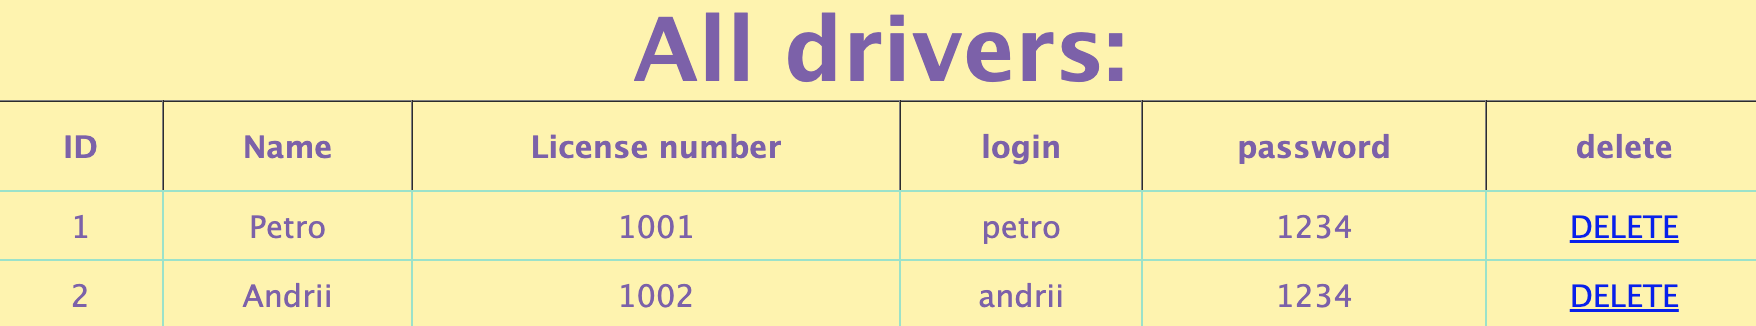 All drivers:
ID Name License number login password delete
1 Petro 1001 petro 1234 DELETE
2 Andrii 1002 andrii 1234 DELETE